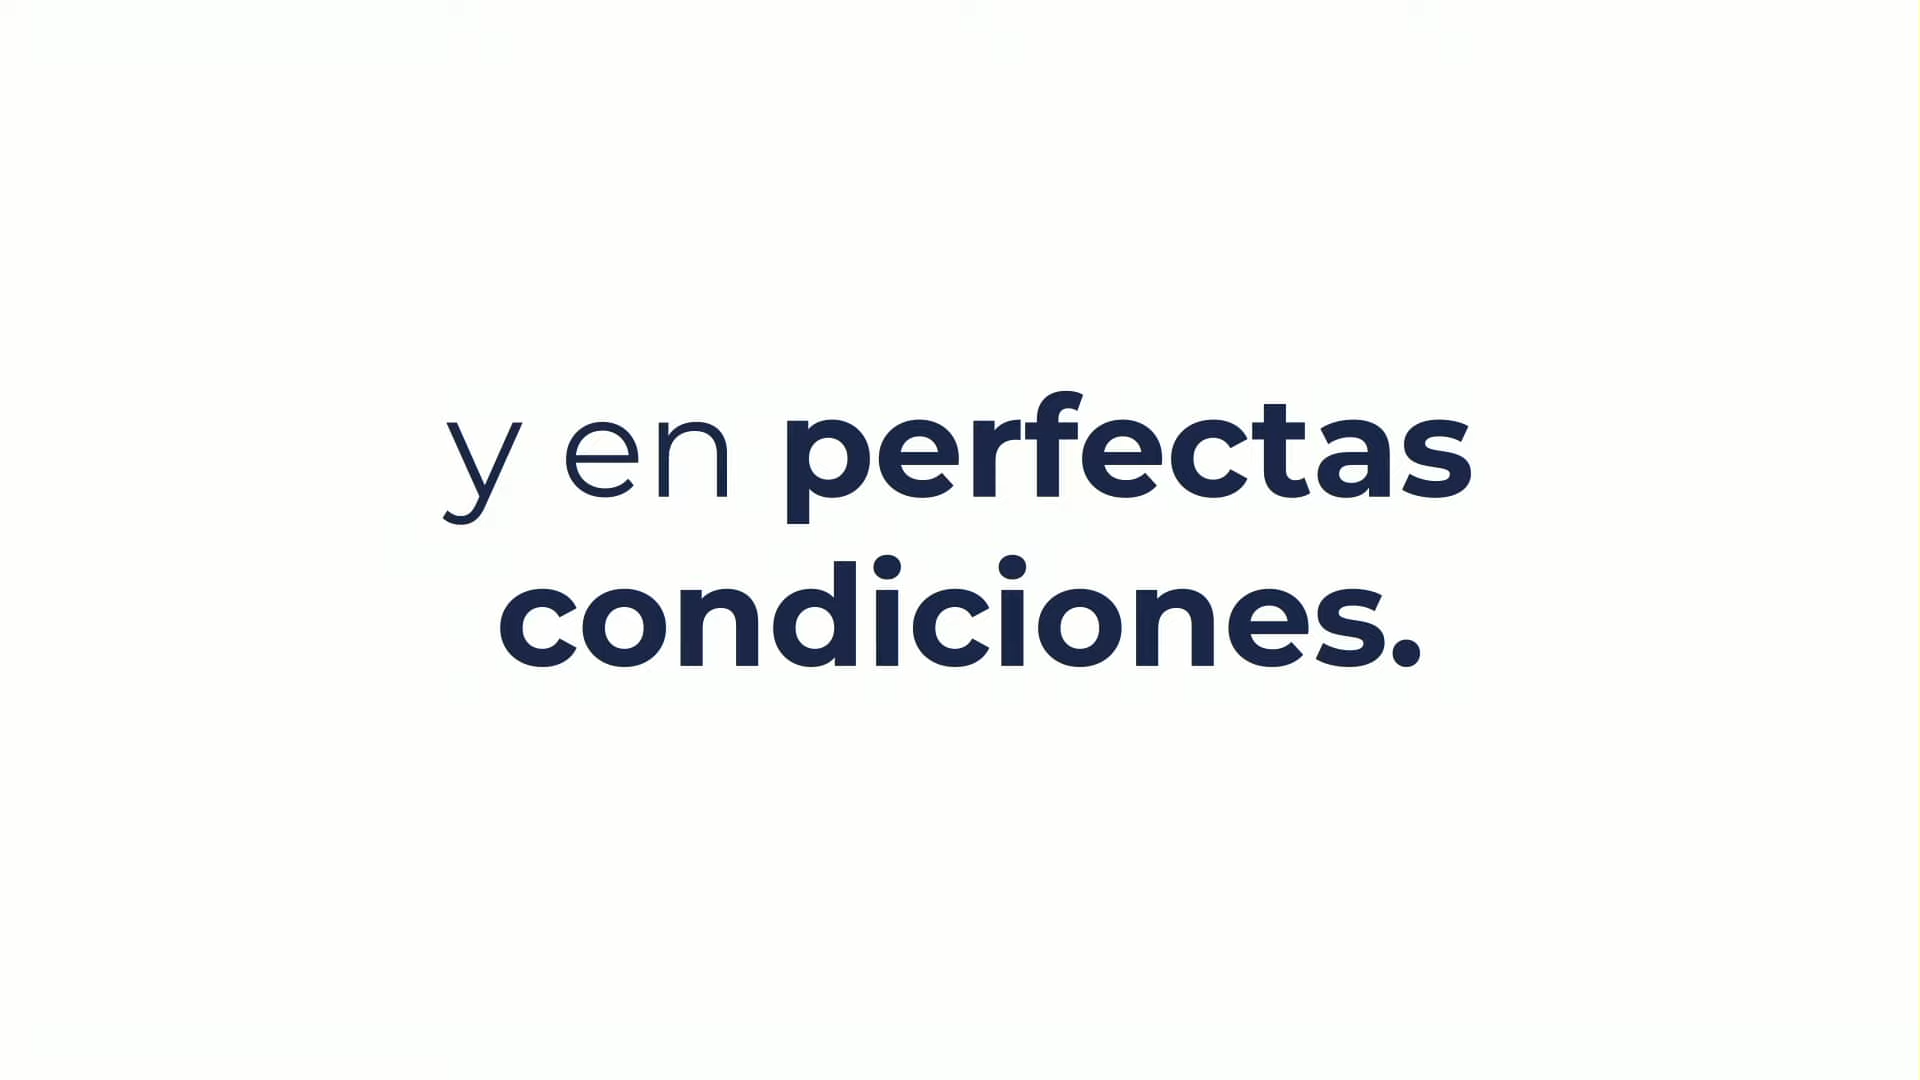 y en perfectas
condiciones.